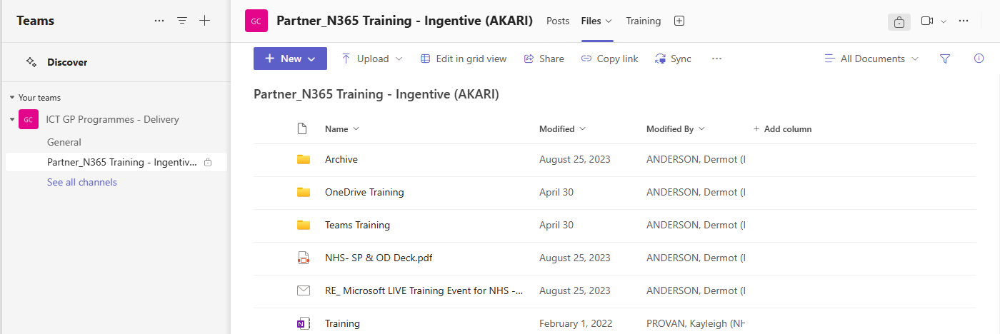 Teams
Discover
Your teams
GC ICT GP Programmes - Delivery
General
Partner_N365 Training - Ingentiv...
See all channels
GC Partner_N365 Training - Ingentive (AKARI) Posts Files Training
New Upload Edit in grid view Share Copy link Sync ... All Documents
Partner_N365 Training - Ingentive (AKARI)
Name Modified Modified By + Add column
Archive August 25, 2023 ANDERSON, Dermot (
OneDrive Training April 30 ANDERSON, Dermot (
Teams Training April 30 ANDERSON, Dermot (
NHS- SP & OD Deck.pdf August 25, 2023 ANDERSON, Dermot (
RE_ Microsoft LIVE Training Event for NHS -... August 25, 2023 ANDERSON, Dermot (
N Training February 1, 2022 PROVAN, Kayleigh (NH